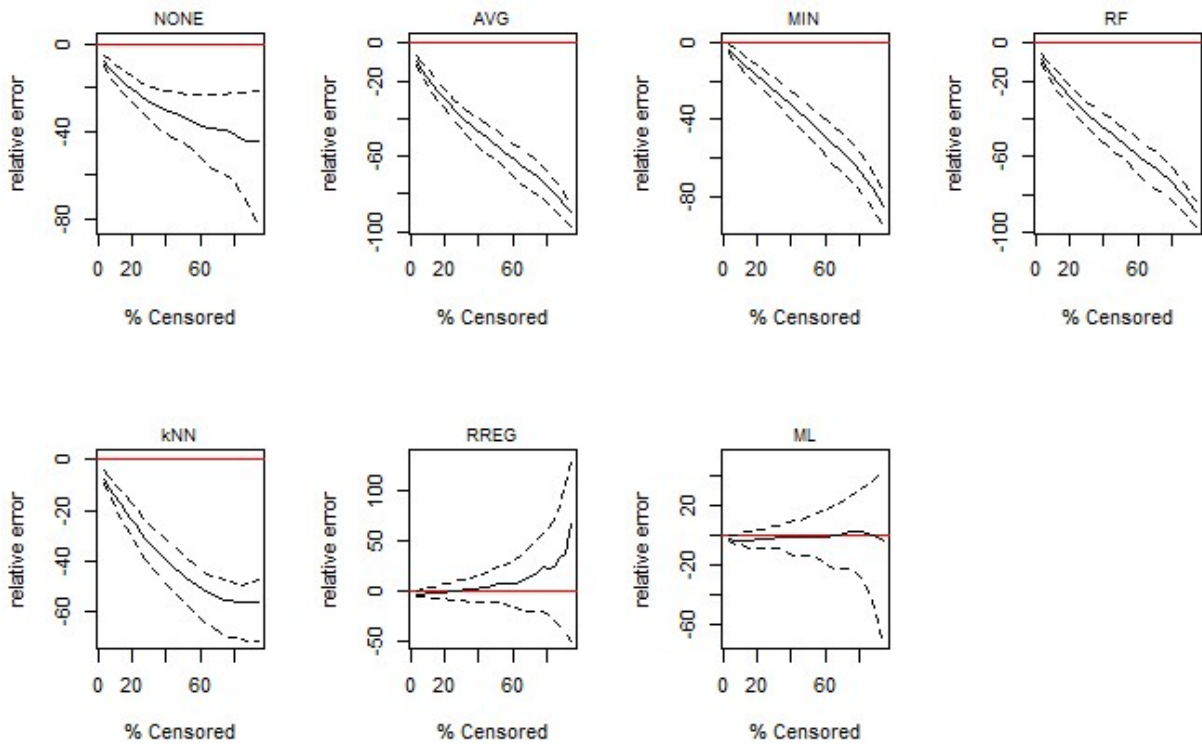 NONE
AVG
MIN
RF
relative error
0
-40
-80
0 20 60
% Censored
relative error
0
-20
-60
-100
0 20 60
% Censored
relative error
0
-40
-80
0 20 60
% Censored
relative error
0
-20
-60
-100
0 20 60
% Censored
kNN
RREG
ML
relative error
0
-20
-40
-60
0 20 60
% Censored
relative error
100
50
0
-50
0 20 60
% Censored
relative error
20
-20
-60
0 20 60
% Censored